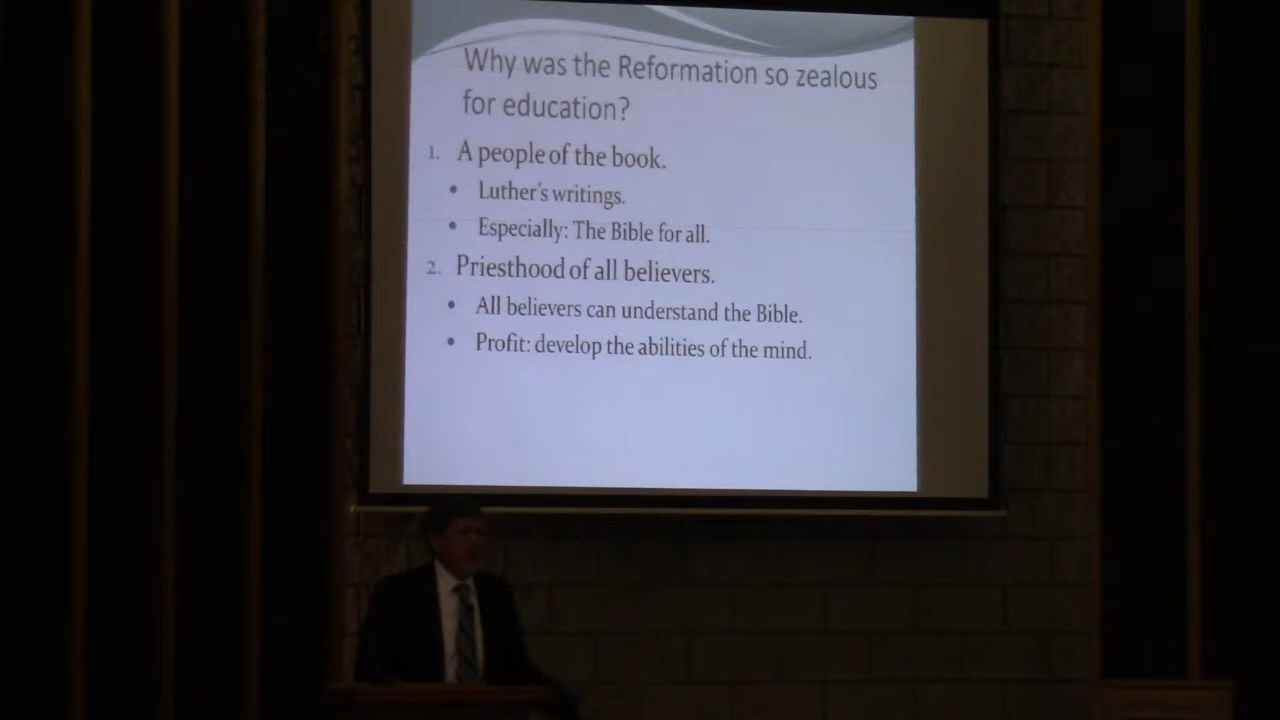 Why was the Reformation so zealous
for education?
1. A people of the book.
• Luther's writings.
• Especially: The Bible for all.
2. Priesthood of all believers.
• All believers can understand the Bible.
• Profit: develop the abilities of the mind.